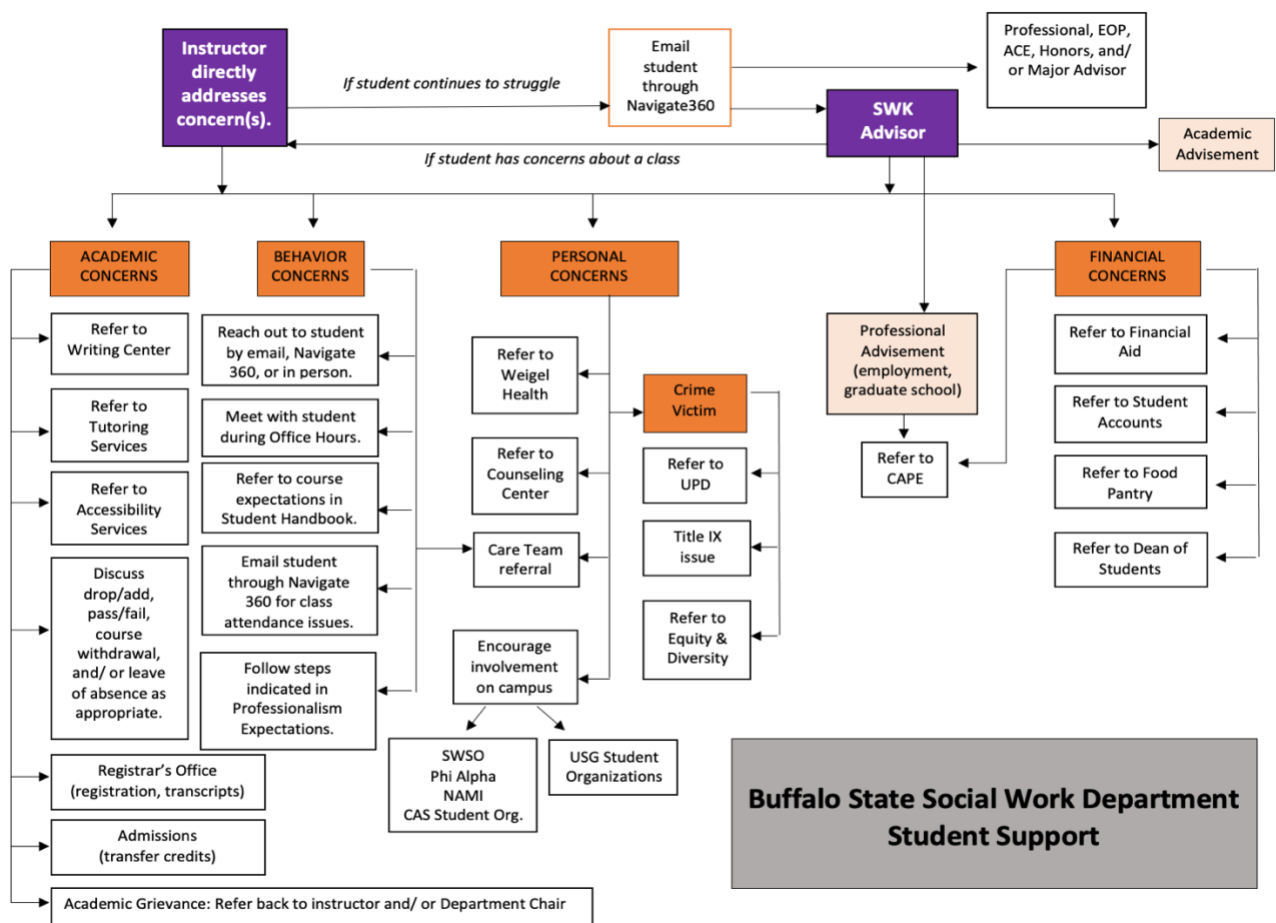 Instructor
directly
addresses
concern(s).
If student continues to struggle
Email
student
through
Navigate360
Professional, EOP,
ACE, Honors, and/
or Major Advisor
SWK
Advisor
If student has concerns about a class
Academic
Advisement
ACADEMIC
CONCERNS
BEHAVIOR
CONCERNS
PERSONAL
CONCERNS
FINANCIAL
CONCERNS
Refer to
Writing Center
Refer to
Tutoring
Services
Refer to
Accessibility
Services
Discuss
drop/add,
pass/fail,
course
withdrawal,
and/ or leave
of absence as
appropriate.
Registrar’s Office
(registration, transcripts)
Admissions
(transfer credits)
Academic Grievance: Refer back to instructor and/ or Department Chair
Reach out to student
by email, Navigate
360, or in person.
Meet with student
during Office Hours.
Refer to course
expectations in
Student Handbook.
Email student
through Navigate
360 for class
attendance issues.
Follow steps
indicated in
Professionalism
Expectations.
Refer to
Weigel
Health
Refer to
Counseling
Center
Care Team
referral
Encourage
involvement
on campus
SWSO
Phi Alpha
NAMI
CAS Student Org.
USG Student
Organizations
Crime
Victim
Refer to
UPD
Title IX
issue
Refer to
Equity &
Diversity
Professional
Advisement
(employment,
graduate school)
Refer to
CAPE
Refer to Financial
Aid
Refer to Student
Accounts
Refer to Food
Pantry
Refer to Dean of
Students
Buffalo State Social Work Department
Student Support